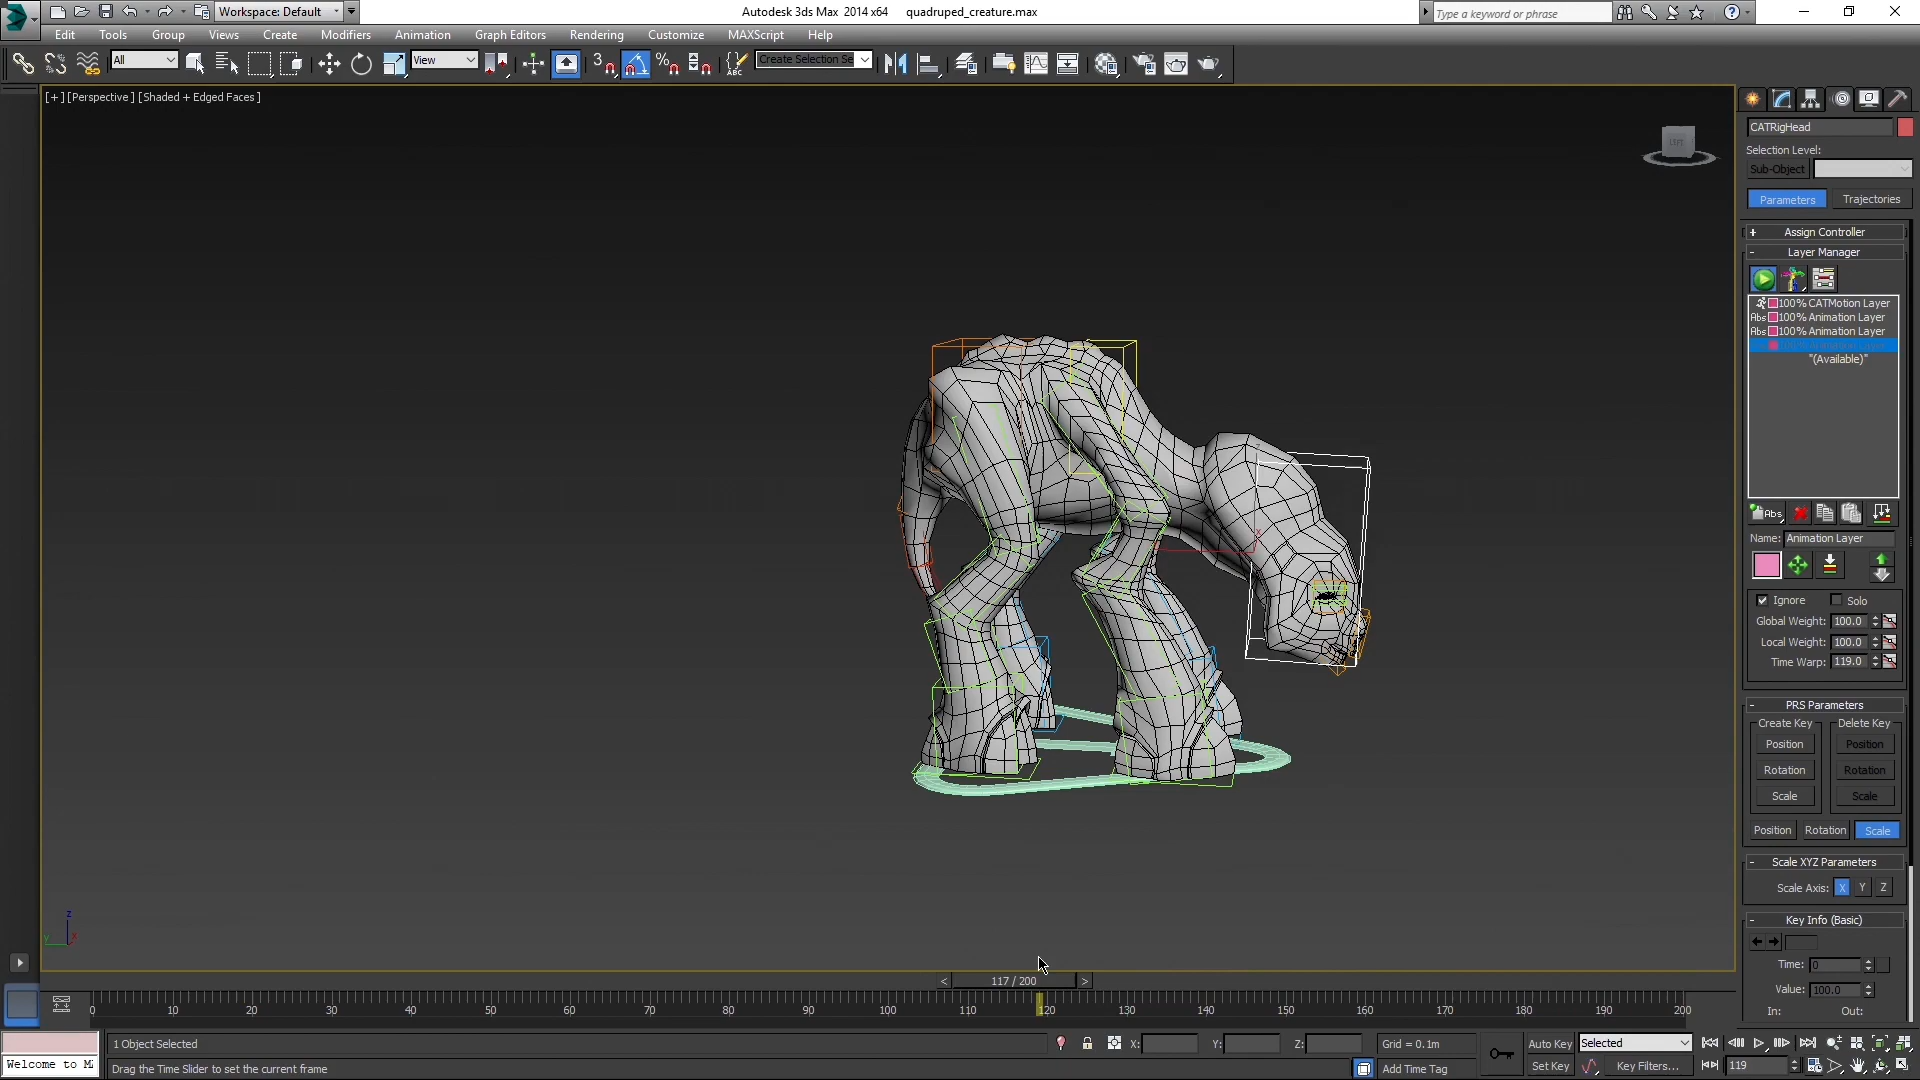 Workspace: Default
Autodesk 3ds Max 2014 x64 quadruped_creature.max
Type a keyword or phrase
Edit Tools Group Views Create Modifiers Animation Graph Editors Rendering Customize MAXScript Help
All View Create Selection Se
[+] [Perspective ] [Shaded + Edged Faces ]
LEFT
CATRigHead
Selection Level:
Sub-Object
Parameters Trajectories
+ Assign Controller
- Layer Manager
100% CATMotion Layer
Abs 100% Animation Layer
Abs 100% Animation Layer
"(Available)"
Abs
Name: Animation Layer
Ignore Solo
Global Weight: 100.0
Local Weight: 100.0
Time Warp: 119.0
- PRS Parameters
Create Key Delete Key
Position Position
Rotation Rotation
Scale Scale
Position Rotation Scale
- Scale XYZ Parameters
Scale Axis: X Y Z
- Key Info (Basic)
Time: 0
Value: 100.0
In: Out:
z
y x
< 117 / 200 >
0 10 20 30 40 50 60 70 80 90 100 110 120 130 140 150 160 170 180 190 200
1 Object Selected X: Y: Z: Grid = 0.1m Auto Key Selected
Welcome to M Drag the Time Slider to set the current frame Add Time Tag Set Key Key Filters... 119